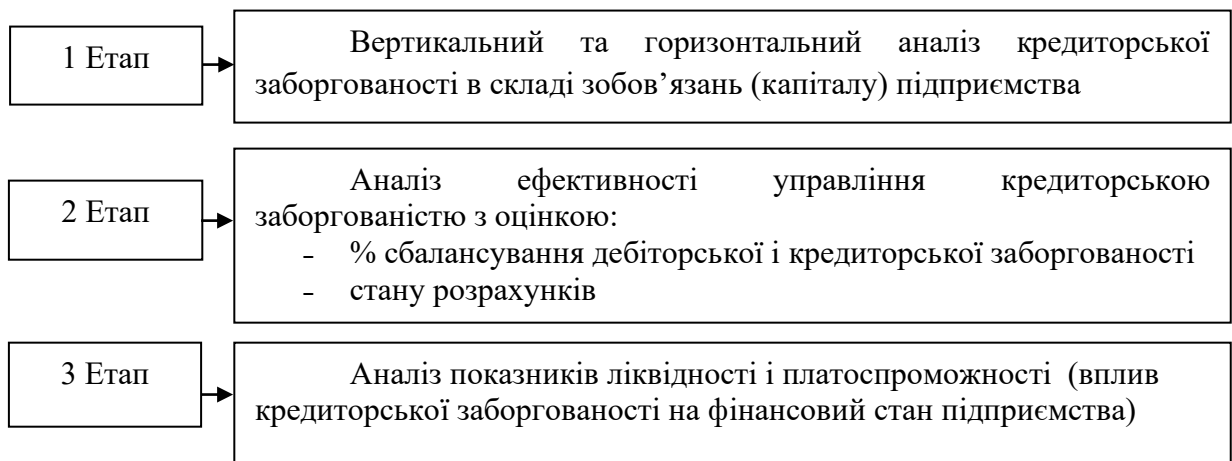 1 Етап
Вертикальний та горизонтальний аналіз кредиторської
заборгованості в складі зобов’язань (капіталу) підприємства
2 Етап
Аналіз ефективності управління кредиторською
заборгованістю з оцінкою:
- % сбалансування дебіторської і кредиторської заборгованості
- стану розрахунків
3 Етап
Аналіз показників ліквідності і платоспроможності (вплив
кредиторської заборгованості на фінансовий стан підприємства)